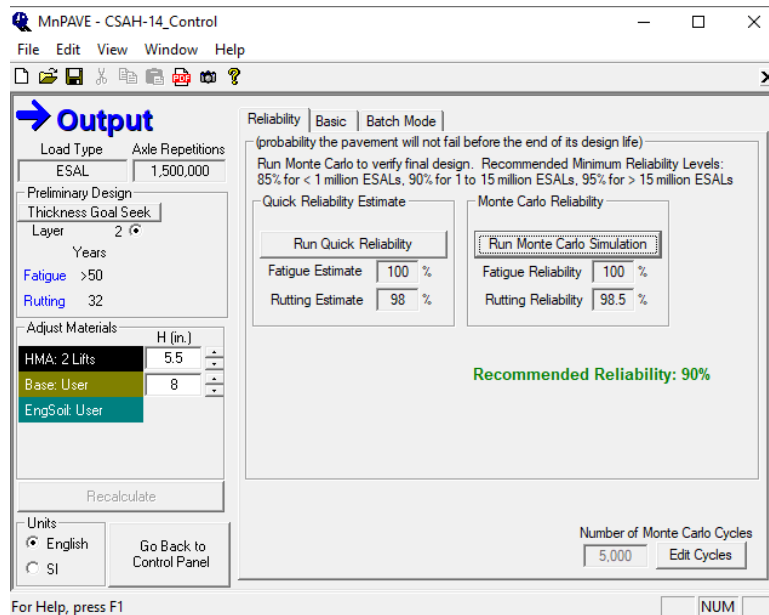 MnPAVE - CSAH-14_Control
File Edit View Window Help
Output
Load Type Axle Repetitions
ESAL 1,500,000
Preliminary Design
Thickness Goal Seek
Layer 2
Years
Fatigue >50
Rutting 32
Adjust Materials
H (in.)
HMA: 2 Lifts 5.5
Base: User 8
EngSoil: User
Recalculate
Units
English
SI
Go Back to
Control Panel
Reliability Basic Batch Mode
(probability the pavement will not fail before the end of its design life)
Run Monte Carlo to verify final design. Recommended Minimum Reliability Levels:
85% for < 1 million ESALs, 90% for 1 to 15 million ESALs, 95% for > 15 million ESALs
Quick Reliability Estimate
Run Quick Reliability
Fatigue Estimate 100 %
Rutting Estimate 98 %
Monte Carlo Reliability
Run Monte Carlo Simulation
Fatigue Reliability 100 %
Rutting Reliability 98.5 %
Recommended Reliability: 90%
Number of Monte Carlo Cycles
5,000 Edit Cycles
For Help, press F1
NUM